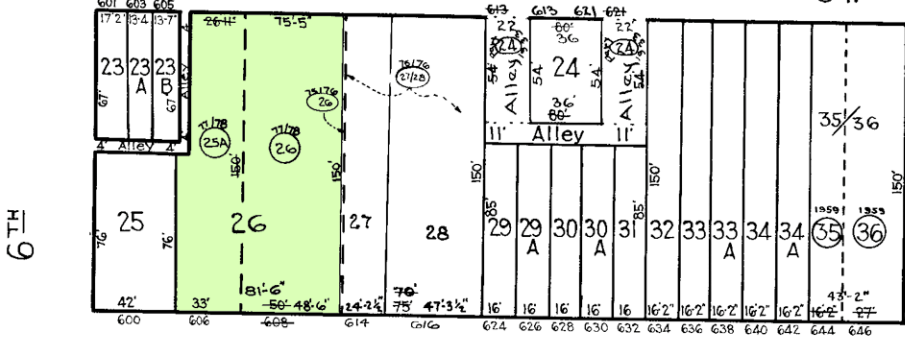 601 603 605
17'2" 13-4 13-7"
26-11" 75'-5"
613 613 621 621
22' 80' 22'
36
23 23 A 23 B
67' 67'
Alley
4' Alley 4'
77/78
25A
77/78
26
75/76
26
75/76
27/28
24 24 24
54' 54' 54' 54'
Alley Alley
36'
80'
11' Alley 11'
35/36
150' 150' 150' 150' 150'
6TH
25 26 27 28
76' 76'
85' 85'
29 29 A 30 30 A 31 32 33 33 A 34 34 A
1959 1959
35 36
42' 33' 81'-6" 50' 48'-6" 24'-2½" 70' 75' 47'-3½"
16' 16' 16' 16' 16 16'-2" 16'-2" 16'-2" 16'-2" 16'-2" 16'-2" 43'-2" 27'
600 606 608 614 616 624 626 628 630 632 634 636 638 640 642 644 646